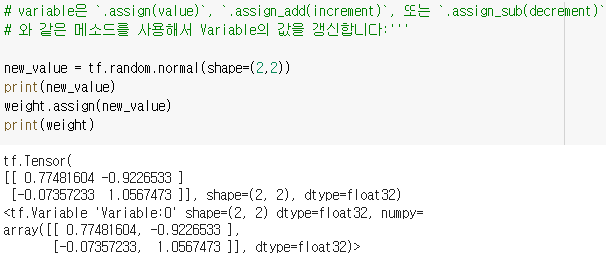 # variable은 `.assign(value)`, `.assign_add(increment)`, 또는 `.assign_sub(decrement)`
# 와 같은 메소드를 사용해서 Variable의 값을 갱신합니다:'''
new_value = tf.random.normal(shape=(2,2))
print(new_value)
weight.assign(new_value)
print(weight)
tf.Tensor(
[[ 0.77481604 -0.9226533 ]
 [-0.07357233  1.0567473 ]], shape=(2, 2), dtype=float32)
<tf.Variable 'Variable:0' shape=(2, 2) dtype=float32, numpy=
array([[ 0.77481604, -0.9226533 ],
       [-0.07357233,  1.0567473 ]], dtype=float32)>